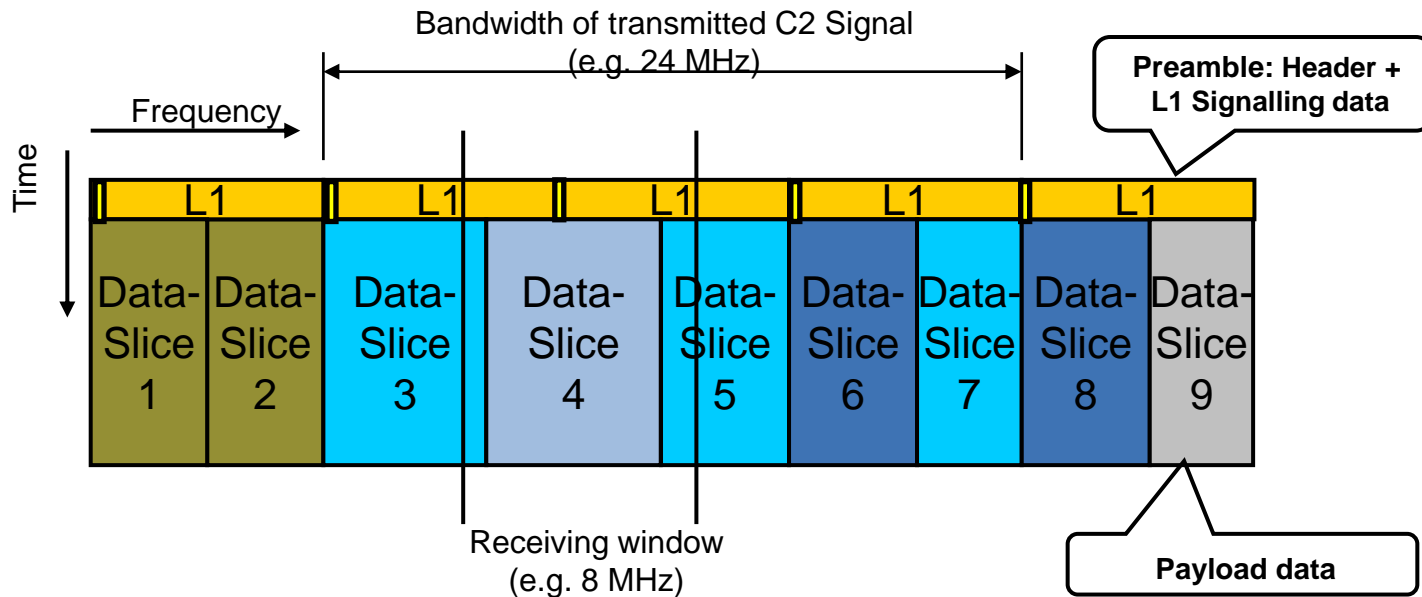 Bandwidth of transmitted C2 Signal
(e.g. 24 MHz)
Preamble: Header +
L1 Signalling data
Frequency
Time
L1
L1
L1
L1
L1
Data-
Slice
1
Data-
Slice
2
Data-
Slice
3
Data-
Slice
4
Data-
Slice
5
Data-
Slice
6
Data-
Slice
7
Data-
Slice
8
Data-
Slice
9
Receiving window
(e.g. 8 MHz)
Payload data